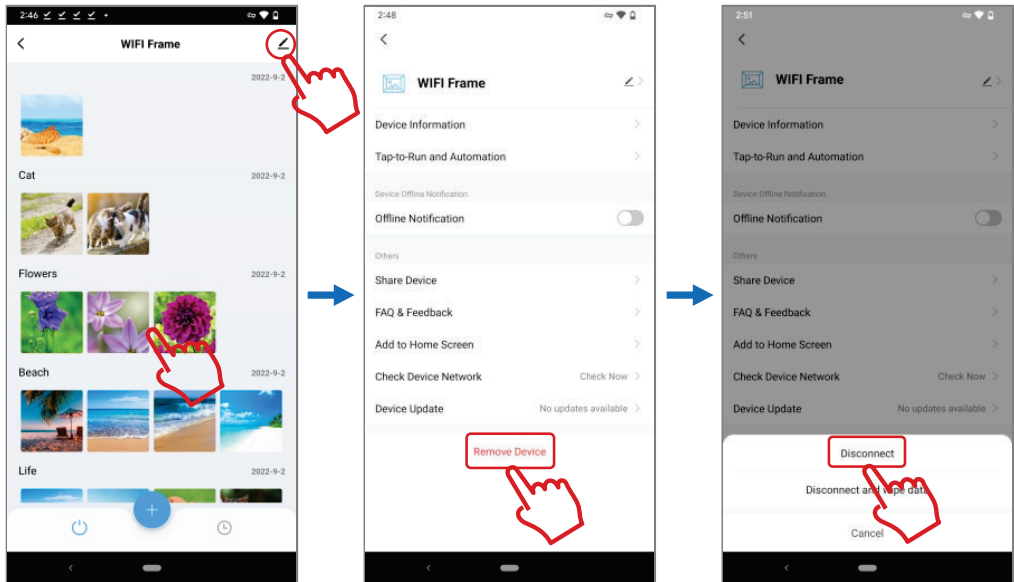 2:46
WIFI Frame
2022-9-2
Cat 2022-9-2
Flowers 2022-9-2
Beach 2022-9-2
Life 2022-9-2
+
2:48
WIFI Frame
Device Information
Tap-to-Run and Automation
Device Offline Notification
Offline Notification
Others
Share Device
FAQ & Feedback
Add to Home Screen
Check Device Network Check Now
Device Update No updates available
Remove Device
2:51
WIFI Frame
Device Information
Tap-to-Run and Automation
Device Offline Notification
Offline Notification
Others
Share Device
FAQ & Feedback
Add to Home Screen
Check Device Network Check Now
Device Update No updates available
Disconnect
Disconnect and wipe data
Cancel